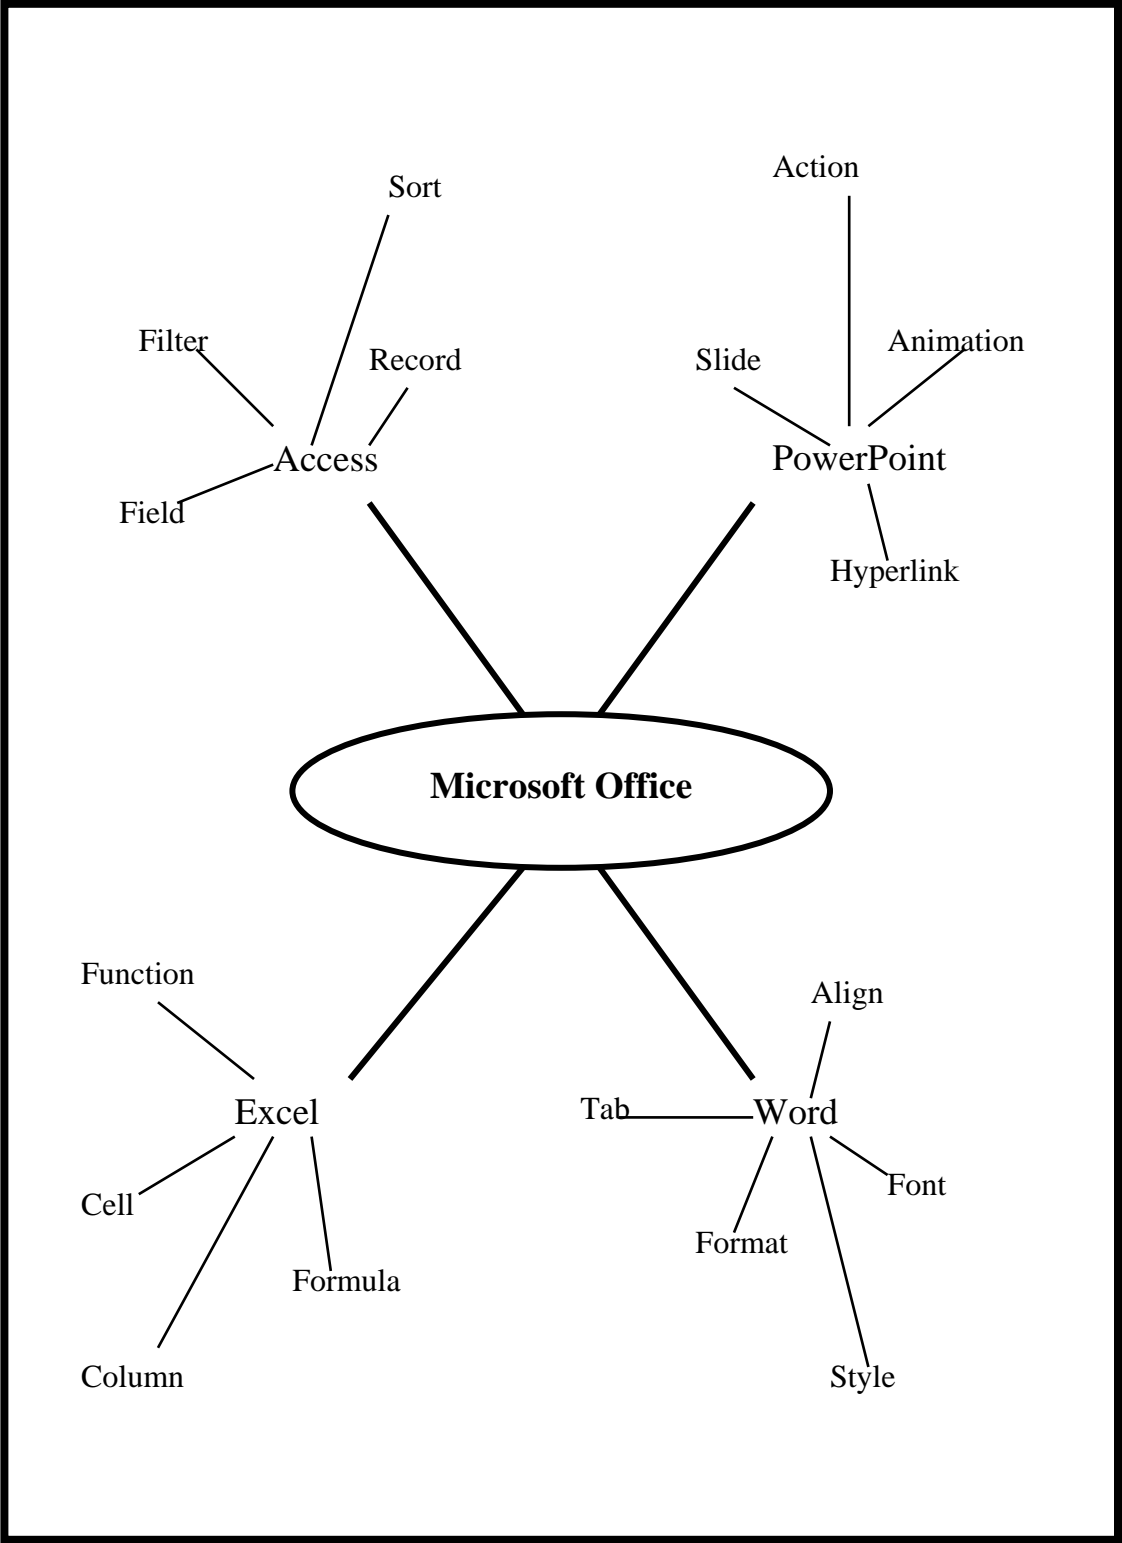 Action
Sort
Filter
Animation
Record
Slide
Access
PowerPoint
Field
Hyperlink
Microsoft Office
Function
Align
Excel
Tab
Word
Cell
Font
Format
Formula
Column
Style